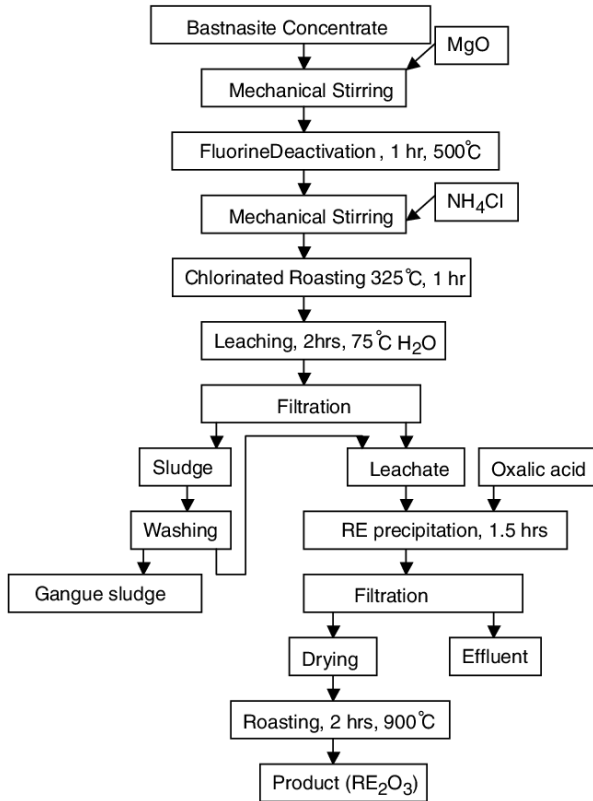 Bastnasite Concentrate
MgO
Mechanical Stirring
FluorineDeactivation , 1 hr, 500℃
NH₄Cl
Mechanical Stirring
Chlorinated Roasting 325℃, 1 hr
Leaching, 2hrs, 75℃ H₂O
Filtration
Sludge
Leachate
Oxalic acid
Washing
RE precipitation, 1.5 hrs
Gangue sludge
Filtration
Drying
Effluent
Roasting, 2 hrs, 900℃
Product (RE₂O₃)